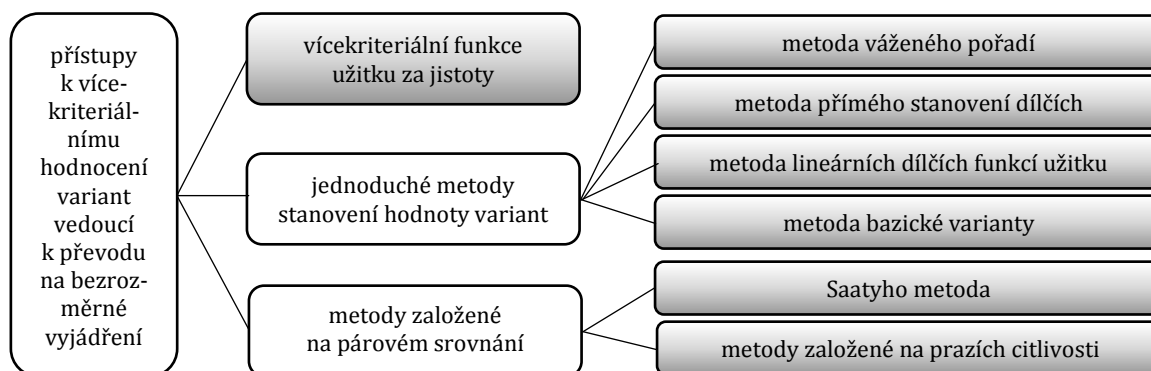 přístupy
k více-
kriteriál-
nímu
hodnocení
variant
vedoucí
k převodu
na bezroz-
měrné
vyjádření
vícekriteriální funkce
užitku za jistoty
jednoduché metody
stanovení hodnoty variant
metody založené
na párovém srovnání
metoda váženého pořadí
metoda přímého stanovení dílčích
metoda lineárních dílčích funkcí užitku
metoda bazické varianty
Saatyho metoda
metody založené na prazích citlivosti